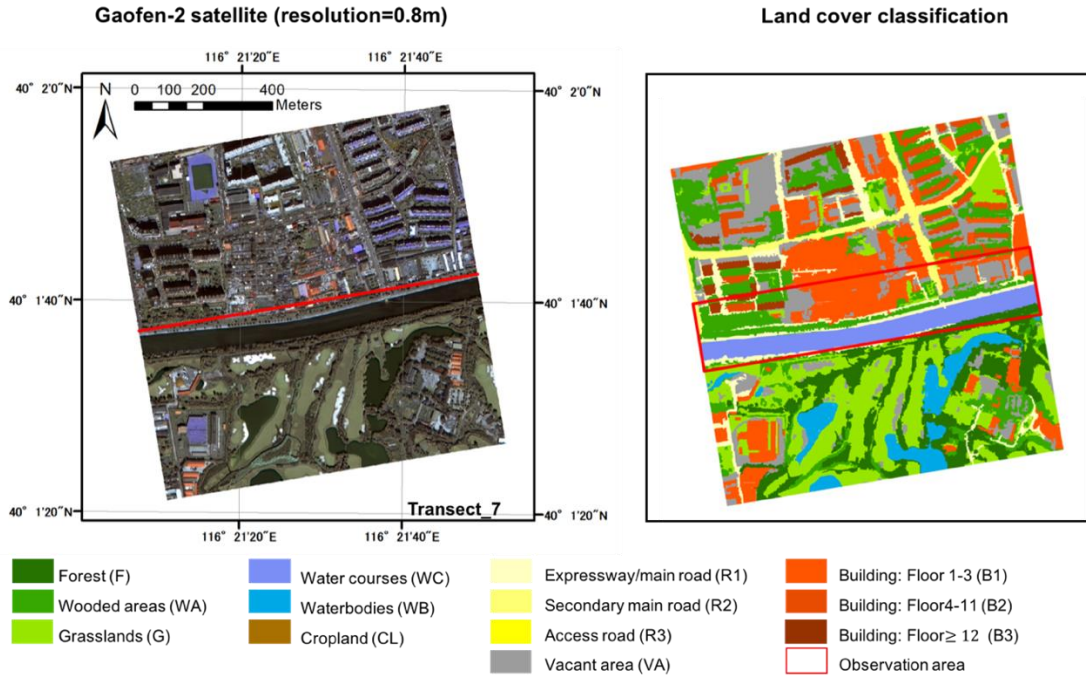 Gaofen-2 satellite (resolution=0.8m)
Land cover classification
116° 21′20″E 116° 21′40″E
40° 2′0″N 40° 2′0″N
N
0 100 200 400
Meters
40° 1′40″N 40° 1′40″N
40° 1′20″N 40° 1′20″N
Transect_7
116° 21′20″E 116° 21′40″E
Forest (F)
Wooded areas (WA)
Grasslands (G)
Water courses (WC)
Waterbodies (WB)
Cropland (CL)
Expressway/main road (R1)
Secondary main road (R2)
Access road (R3)
Vacant area (VA)
Building: Floor 1-3 (B1)
Building: Floor4-11 (B2)
Building: Floor≥ 12 (B3)
Observation area